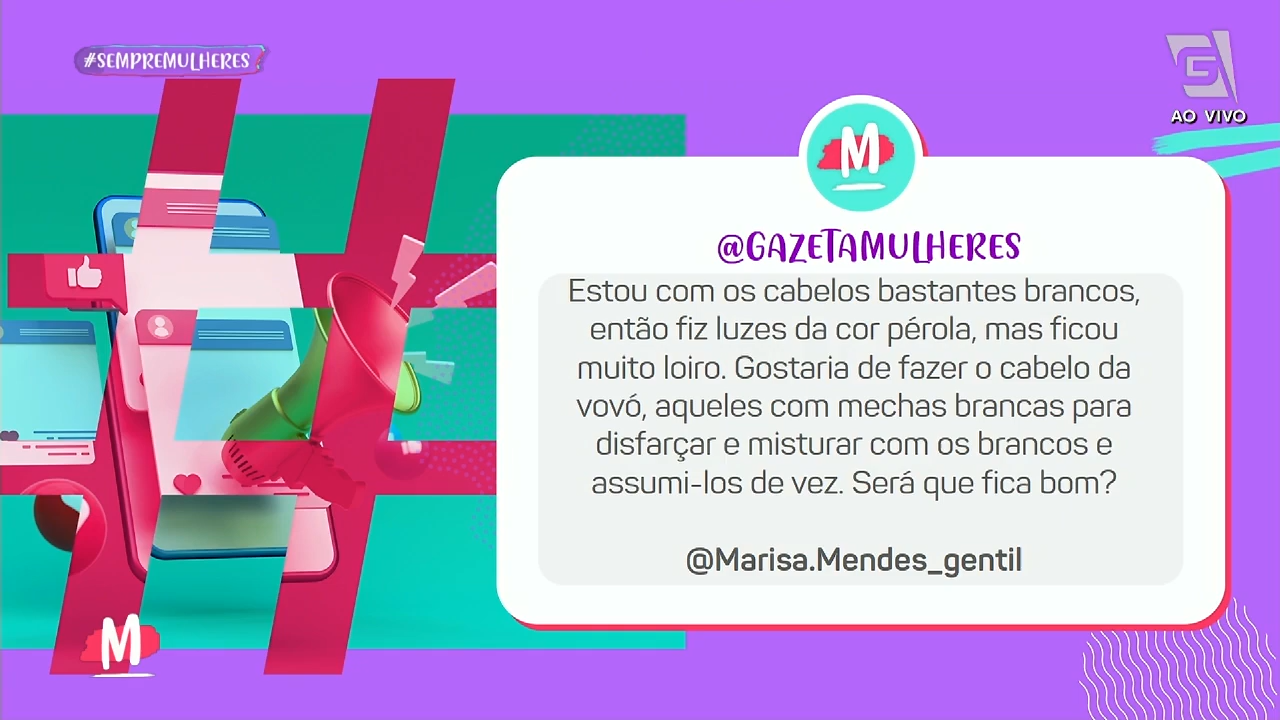 #SEMPREMULHERES
G
AO VIVO
M
@GAZETAMULHERES
Estou com os cabelos bastantes brancos,
então fiz luzes da cor pérola, mas ficou
muito loiro. Gostaria de fazer o cabelo da
vovó, aqueles com mechas brancas para
disfarçar e misturar com os brancos e
assumi-los de vez. Será que fica bom?
@Marisa.Mendes_gentil
M